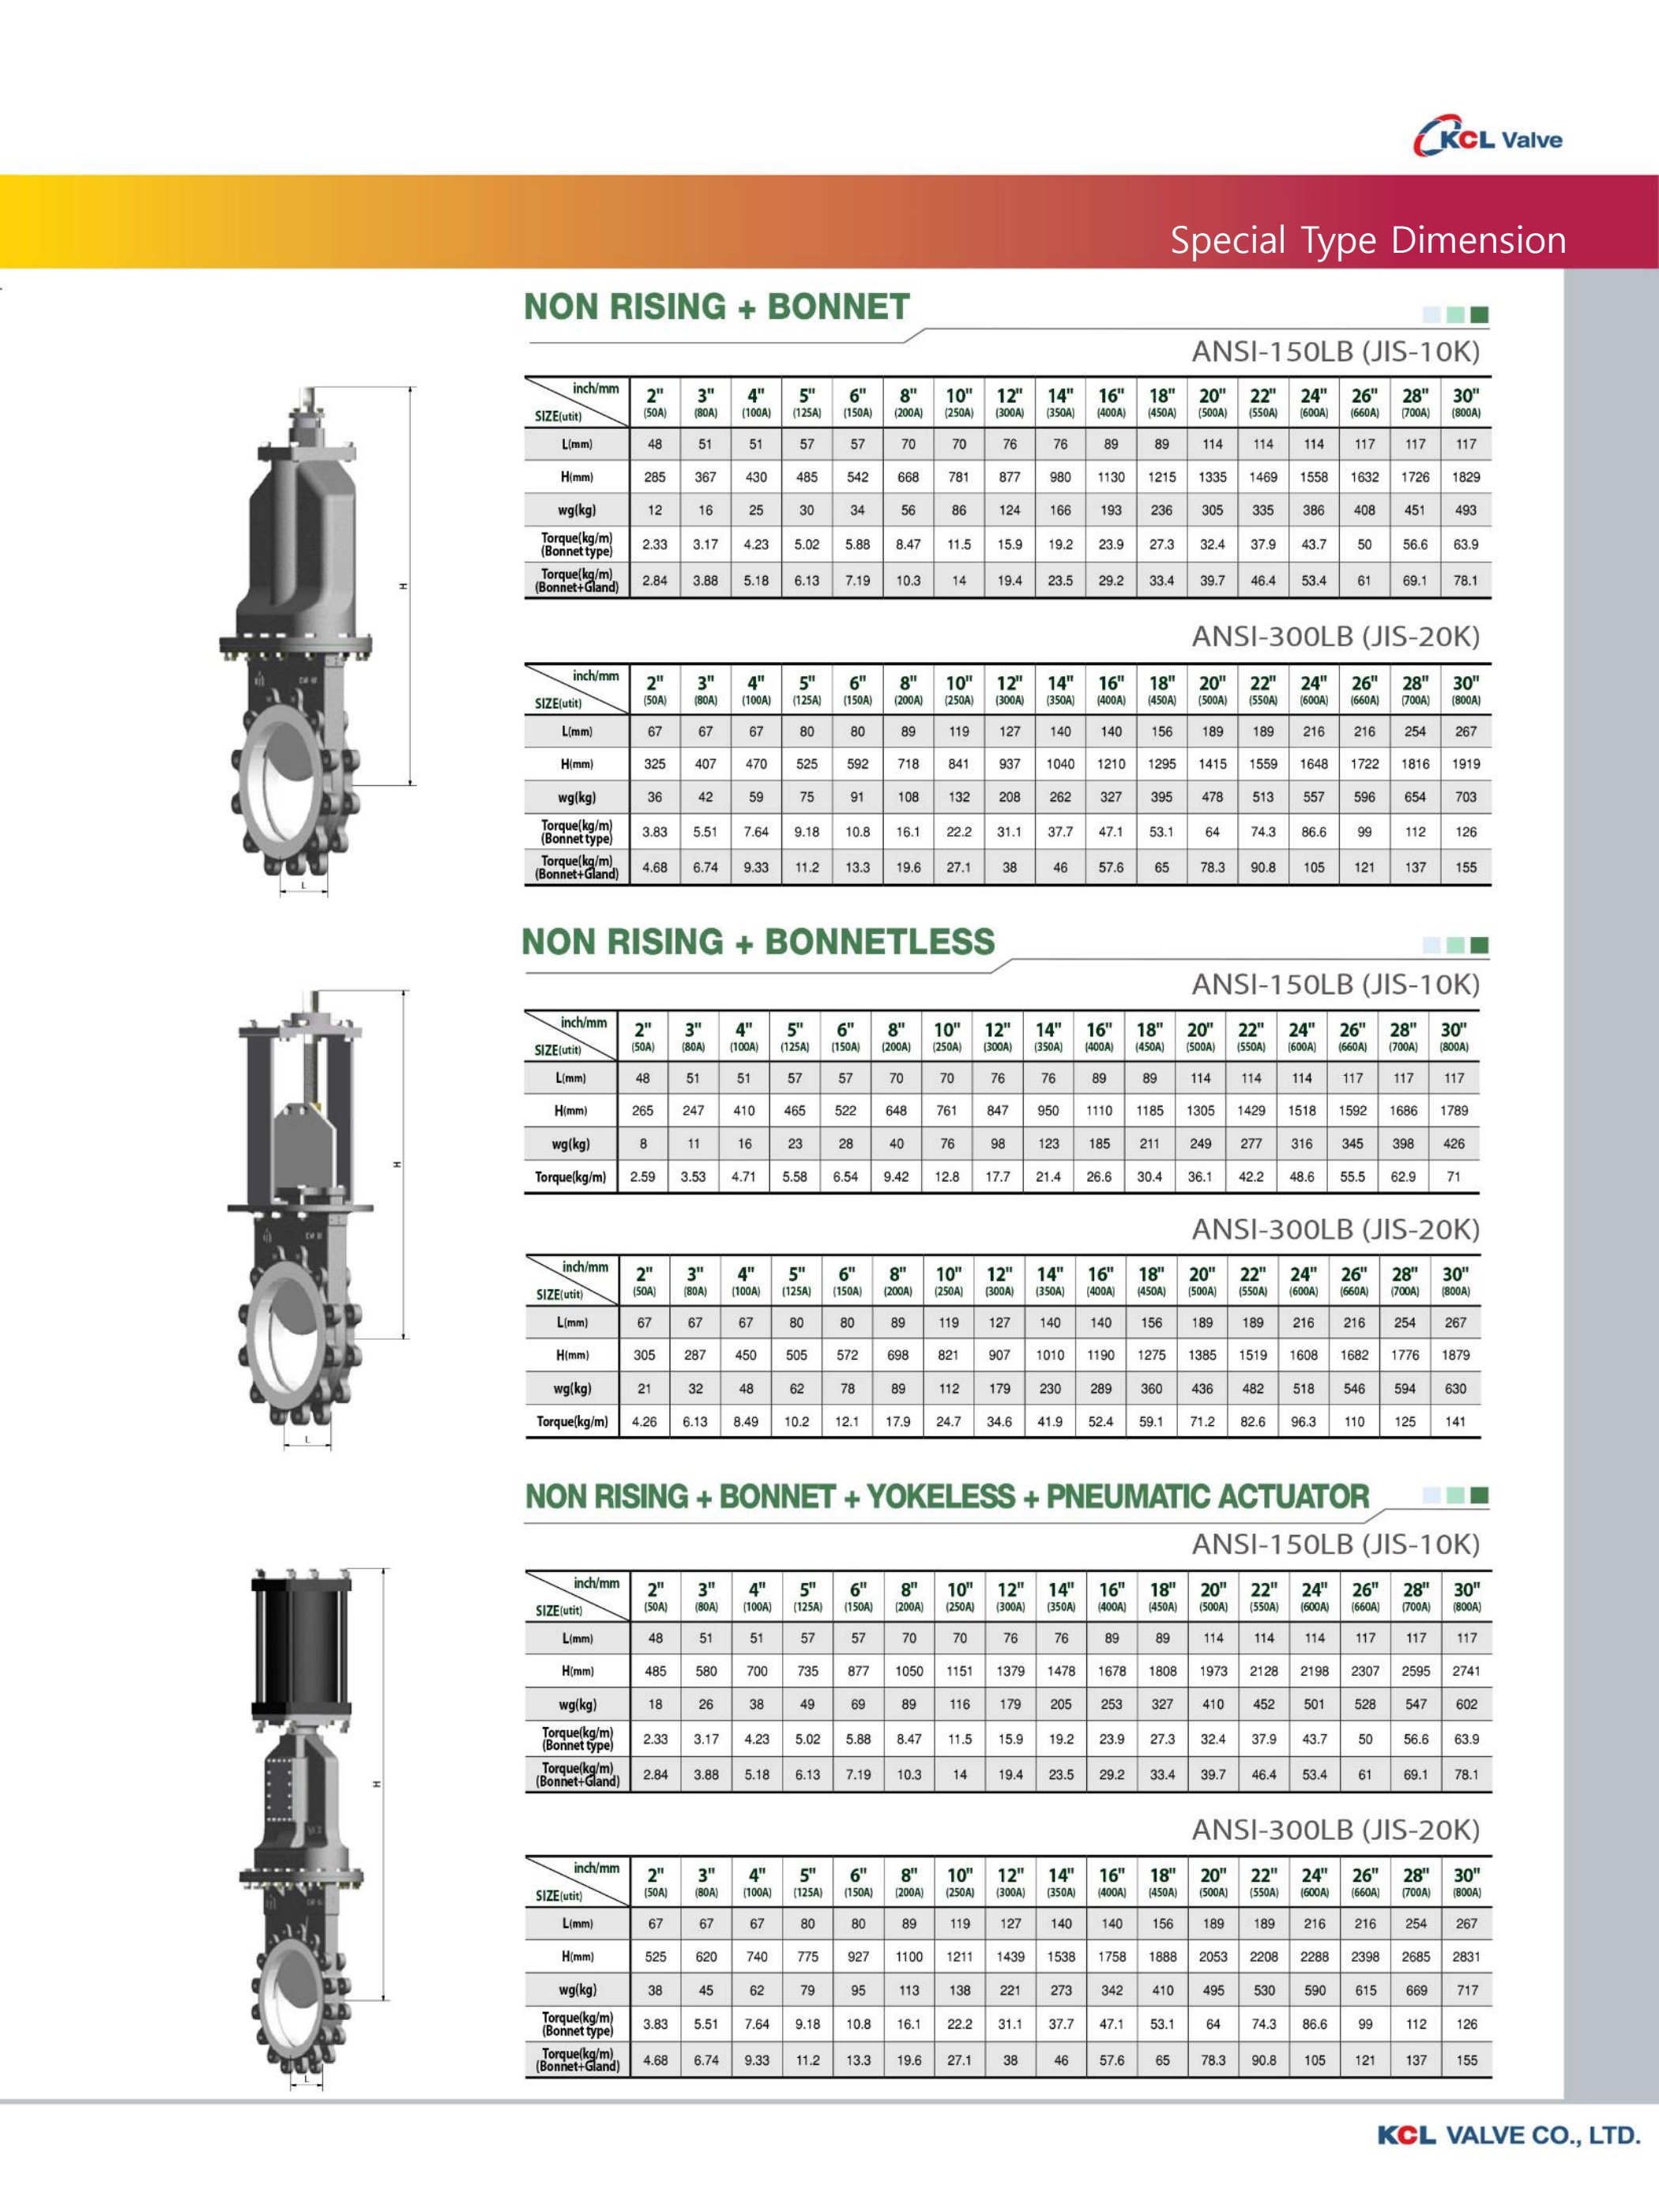 KCL Valve
Special Type Dimension
NON RISING + BONNET
ANSI-150LB (JIS-10K)
inch/mm 2" 3" 4" 5" 6" 8" 10" 12" 14" 16" 18" 20" 22" 24" 26" 28" 30"
SIZE(utit) (50A) (80A) (100A) (125A) (150A) (200A) (250A) (300A) (350A) (400A) (450A) (500A) (550A) (600A) (660A) (700A) (800A)
L(mm) 48 51 51 57 57 70 70 76 76 89 89 114 114 114 117 117 117
H(mm) 285 367 430 485 542 668 781 877 980 1130 1215 1335 1469 1558 1632 1726 1829
wg(kg) 12 16 25 30 34 56 86 124 166 193 236 305 335 386 408 451 493
Torque(kg/m)
(Bonnet type) 2.33 3.17 4.23 5.02 5.88 8.47 11.5 15.9 19.2 23.9 27.3 32.4 37.9 43.7 50 56.6 63.9
Torque(kg/m)
(Bonnet+Gland) 2.84 3.88 5.18 6.13 7.19 10.3 14 19.4 23.5 29.2 33.4 39.7 46.4 53.4 61 69.1 78.1
H
L
ANSI-300LB (JIS-20K)
inch/mm 2" 3" 4" 5" 6" 8" 10" 12" 14" 16" 18" 20" 22" 24" 26" 28" 30"
SIZE(utit) (50A) (80A) (100A) (125A) (150A) (200A) (250A) (300A) (350A) (400A) (450A) (500A) (550A) (600A) (660A) (700A) (800A)
L(mm) 67 67 67 80 80 89 119 127 140 140 156 189 189 216 216 254 267
H(mm) 325 407 470 525 592 718 841 937 1040 1210 1295 1415 1559 1648 1722 1816 1919
wg(kg) 36 42 59 75 91 108 132 208 262 327 395 478 513 557 596 654 703
Torque(kg/m)
(Bonnet type) 3.83 5.51 7.64 9.18 10.8 16.1 22.2 31.1 37.7 47.1 53.1 64 74.3 86.6 99 112 126
Torque(kg/m)
(Bonnet+Gland) 4.68 6.74 9.33 11.2 13.3 19.6 27.1 38 46 57.6 65 78.3 90.8 105 121 137 155
NON RISING + BONNETLESS
ANSI-150LB (JIS-10K)
inch/mm 2" 3" 4" 5" 6" 8" 10" 12" 14" 16" 18" 20" 22" 24" 26" 28" 30"
SIZE(utit) (50A) (80A) (100A) (125A) (150A) (200A) (250A) (300A) (350A) (400A) (450A) (500A) (550A) (600A) (660A) (700A) (800A)
L(mm) 48 51 51 57 57 70 70 76 76 89 89 114 114 114 117 117 117
H(mm) 265 247 410 465 522 648 761 847 950 1110 1185 1305 1429 1518 1592 1686 1789
wg(kg) 8 11 16 23 28 40 76 98 123 185 211 249 277 316 345 398 426
Torque(kg/m) 2.59 3.53 4.71 5.58 6.54 9.42 12.8 17.7 21.4 26.6 30.4 36.1 42.2 48.6 55.5 62.9 71
H
L
ANSI-300LB (JIS-20K)
inch/mm 2" 3" 4" 5" 6" 8" 10" 12" 14" 16" 18" 20" 22" 24" 26" 28" 30"
SIZE(utit) (50A) (80A) (100A) (125A) (150A) (200A) (250A) (300A) (350A) (400A) (450A) (500A) (550A) (600A) (660A) (700A) (800A)
L(mm) 67 67 67 80 80 89 119 127 140 140 156 189 189 216 216 254 267
H(mm) 305 287 450 505 572 698 821 907 1010 1190 1275 1385 1519 1608 1682 1776 1879
wg(kg) 21 32 48 62 78 89 112 179 230 289 360 436 482 518 546 594 630
Torque(kg/m) 4.26 6.13 8.49 10.2 12.1 17.9 24.7 34.6 41.9 52.4 59.1 71.2 82.6 96.3 110 125 141
NON RISING + BONNET + YOKELESS + PNEUMATIC ACTUATOR
ANSI-150LB (JIS-10K)
inch/mm 2" 3" 4" 5" 6" 8" 10" 12" 14" 16" 18" 20" 22" 24" 26" 28" 30"
SIZE(utit) (50A) (80A) (100A) (125A) (150A) (200A) (250A) (300A) (350A) (400A) (450A) (500A) (550A) (600A) (660A) (700A) (800A)
L(mm) 48 51 51 57 57 70 70 76 76 89 89 114 114 114 117 117 117
H(mm) 485 580 700 735 877 1050 1151 1379 1478 1678 1808 1973 2128 2198 2307 2595 2741
wg(kg) 18 26 38 49 69 89 116 179 205 253 327 410 452 501 528 547 602
Torque(kg/m)
(Bonnet type) 2.33 3.17 4.23 5.02 5.88 8.47 11.5 15.9 19.2 23.9 27.3 32.4 37.9 43.7 50 56.6 63.9
Torque(kg/m)
(Bonnet+Gland) 2.84 3.88 5.18 6.13 7.19 10.3 14 19.4 23.5 29.2 33.4 39.7 46.4 53.4 61 69.1 78.1
H
L
ANSI-300LB (JIS-20K)
inch/mm 2" 3" 4" 5" 6" 8" 10" 12" 14" 16" 18" 20" 22" 24" 26" 28" 30"
SIZE(utit) (50A) (80A) (100A) (125A) (150A) (200A) (250A) (300A) (350A) (400A) (450A) (500A) (550A) (600A) (660A) (700A) (800A)
L(mm) 67 67 67 80 80 89 119 127 140 140 156 189 189 216 216 254 267
H(mm) 525 620 740 775 927 1100 1211 1439 1538 1758 1888 2053 2208 2288 2398 2685 2831
wg(kg) 38 45 62 79 95 113 138 221 273 342 410 495 530 590 615 669 717
Torque(kg/m)
(Bonnet type) 3.83 5.51 7.64 9.18 10.8 16.1 22.2 31.1 37.7 47.1 53.1 64 74.3 86.6 99 112 126
Torque(kg/m)
(Bonnet+Gland) 4.68 6.74 9.33 11.2 13.3 19.6 27.1 38 46 57.6 65 78.3 90.8 105 121 137 155
KCL VALVE CO., LTD.